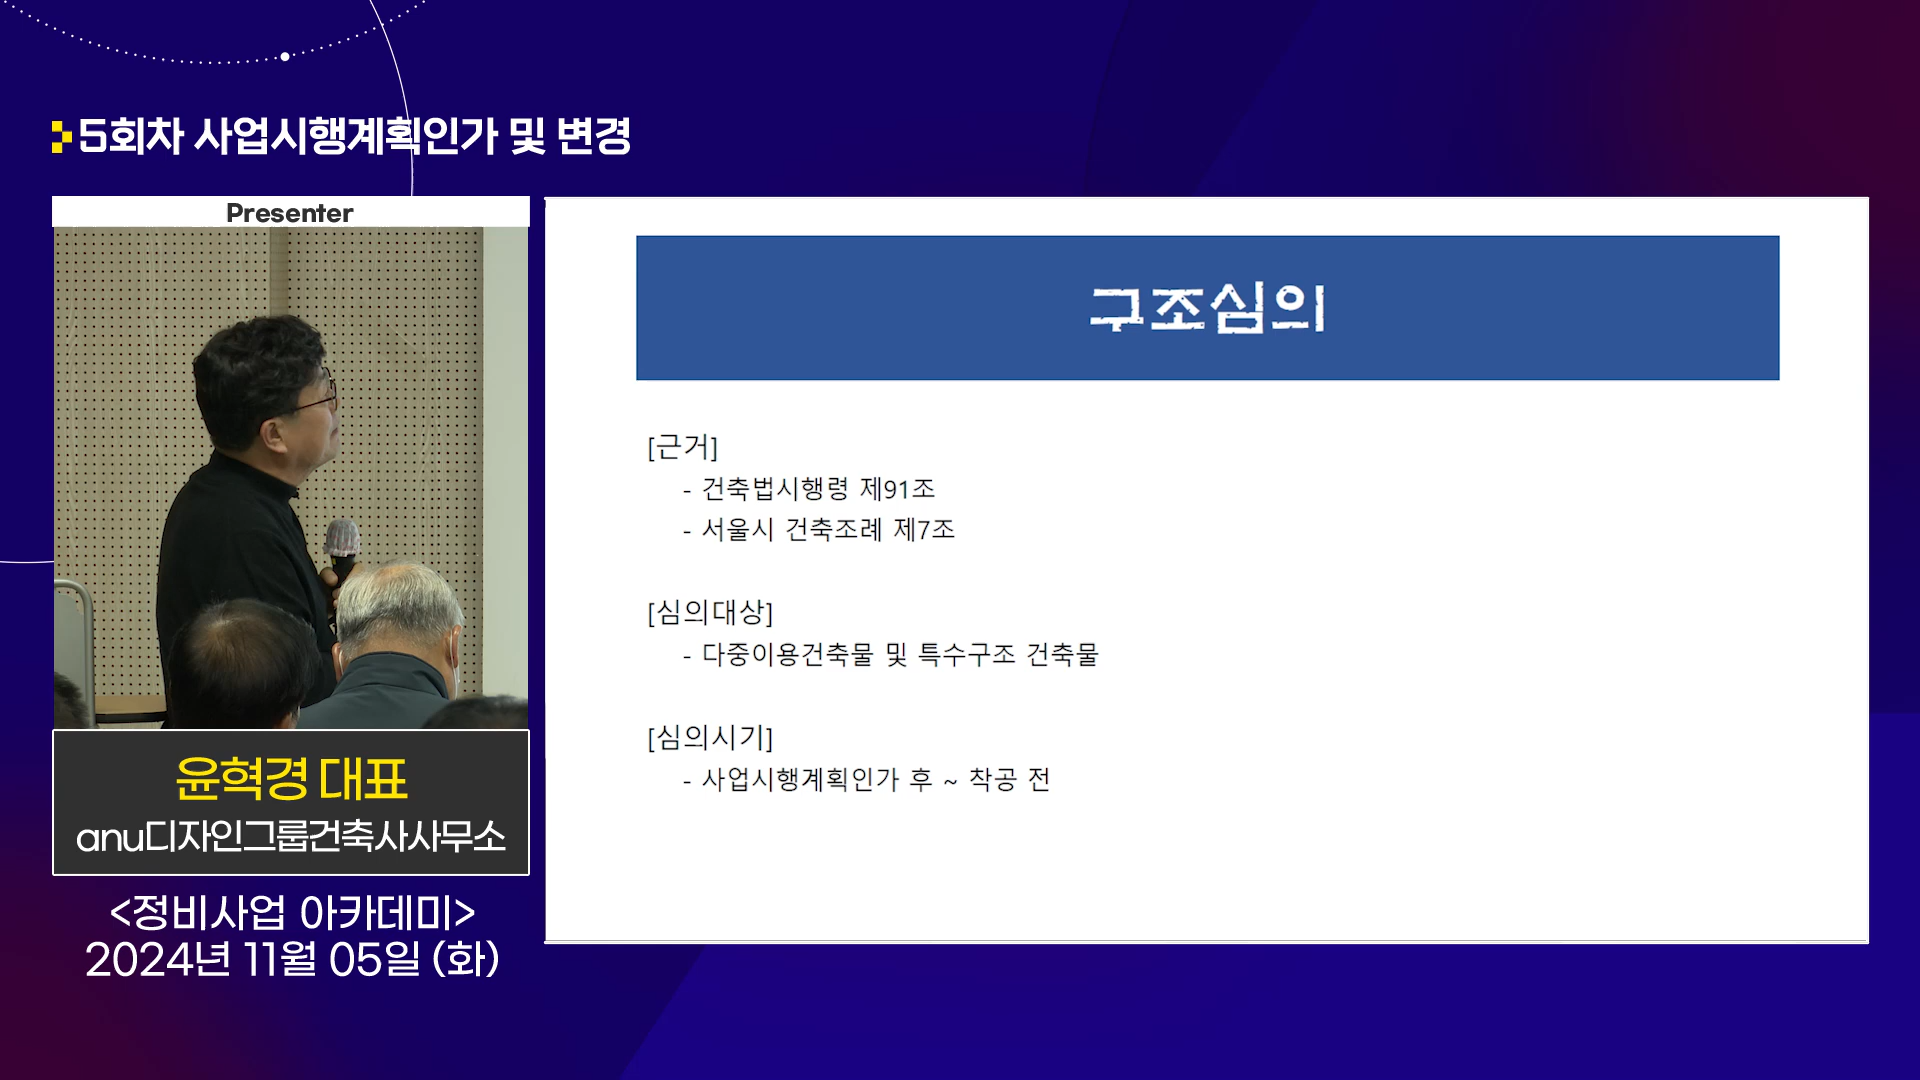 5회차 사업시행계획인가 및 변경
Presenter
윤혁경 대표
anu디자인그룹건축사사무소
<정비사업 아카데미>
2024년 11월 05일 (화)
구조심의
[근거]
- 건축법시행령 제91조
- 서울시 건축조례 제7조
[심의대상]
- 다중이용건축물 및 특수구조 건축물
[심의시기]
- 사업시행계획인가 후 ~ 착공 전